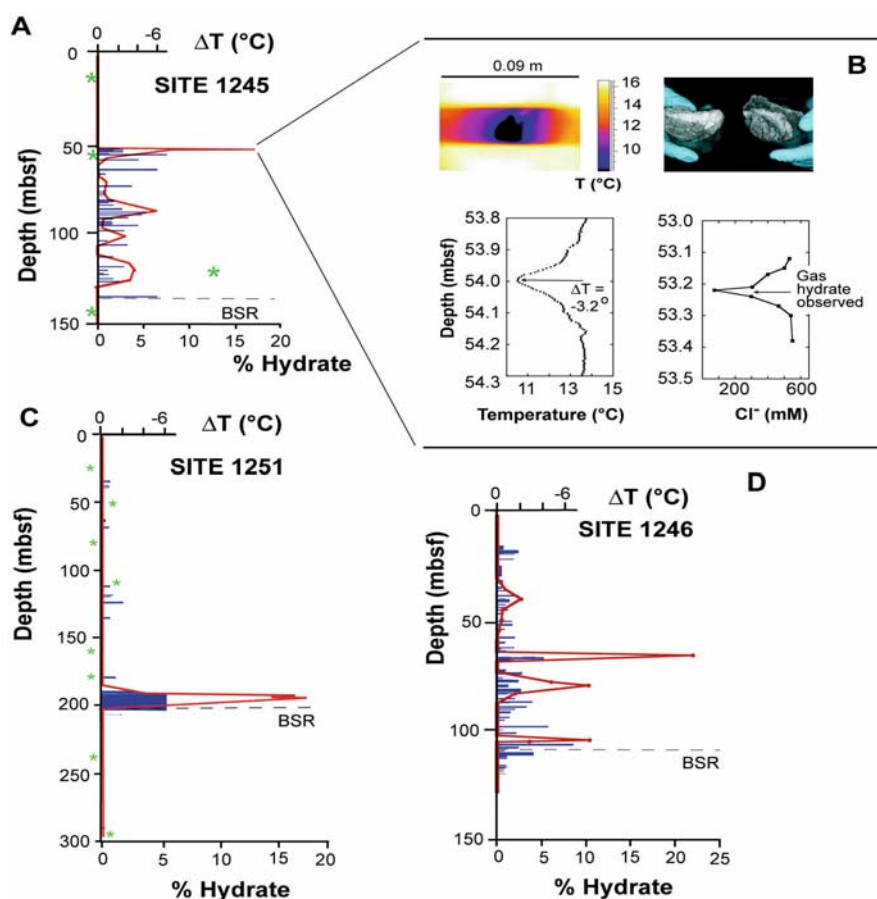 A
0 -6
ΔT (°C)
SITE 1245
0
50
100
150
Depth (mbsf)
BSR
0 5 10 15 20
% Hydrate
B
0.09 m
16
14
12
10
T (°C)
53.8
53.9
54.0
54.1
54.2
54.3
Depth (mbsf)
ΔT =
-3.2°
11 13 15
Temperature (°C)
53.0
53.1
53.2
53.3
53.5
Gas
hydrate
observed
200 600
Cl⁻ (mM)
C
0 -6
ΔT (°C)
SITE 1251
0
50
100
150
200
250
300
Depth (mbsf)
BSR
0 5 10 15 20
% Hydrate
D
0 -6
ΔT (°C)
SITE 1246
0
50
100
150
Depth (mbsf)
BSR
0 5 10 15 20 25
% Hydrate